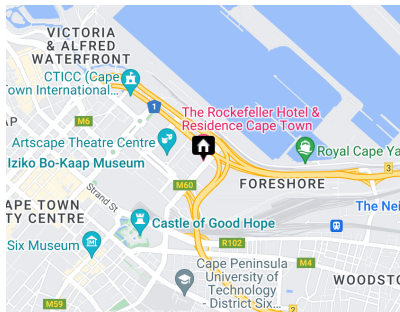 VICTORIA
& ALFRED
WATERFRONT
CTICC (Cape
Town International...
1
M6
The Rockefeller Hotel &
Residence Cape Town
Artscape Theatre Centre
Royal Cape Ya
Iziko Bo-Kaap Museum
3
M60
FORESHORE
Strand St
APE TOWN
TY CENTRE
The Nei
Castle of Good Hope
Six Museum
R102
Cape Peninsula
University of
Technology
- District Six...
M4
WOODSTO
M59
2